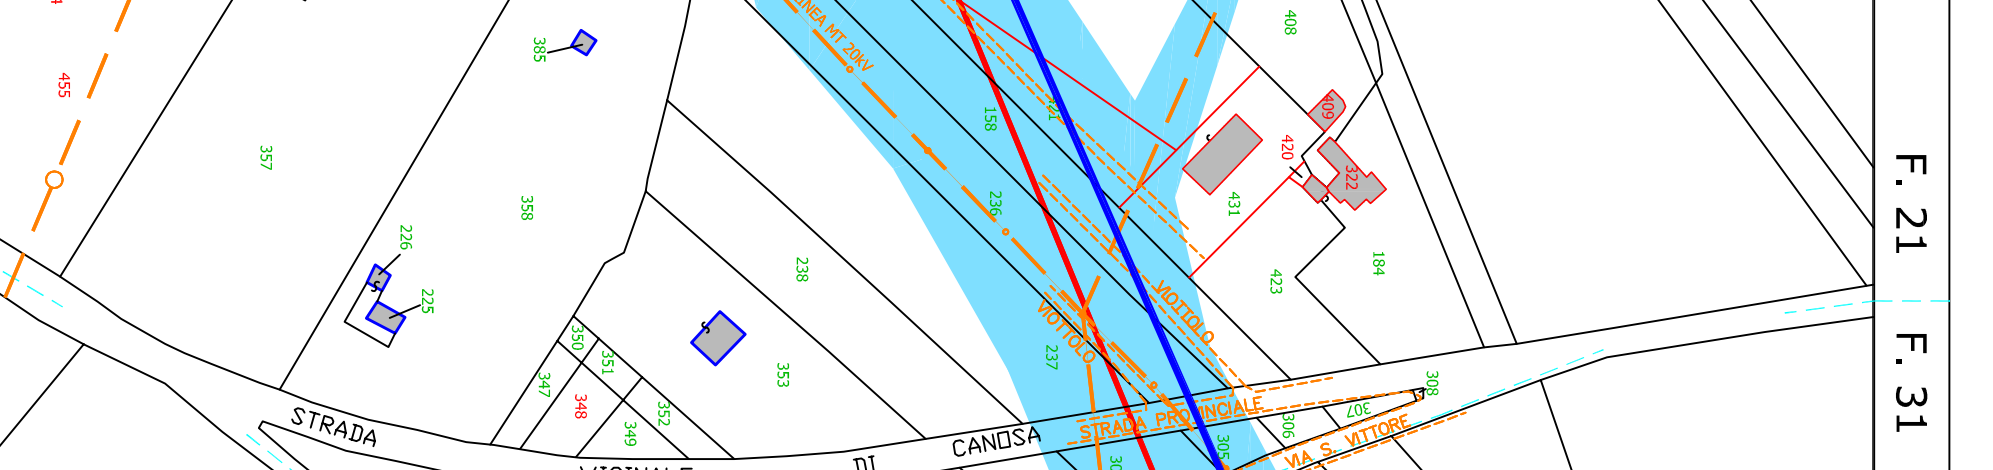 455
357
385
358
226
225
LINEA MT 20kV
158
421
236
238
237
353
350
351
347
348
349
352
408
409
420
322
431
423
184
VIOTTOLO
VIOTTOLO
STRADA
VICINALE
DI
CANOSA
STRADA PROVINCIALE
VIA S. VITTORE
308
307
306
305
F. 21
F. 31